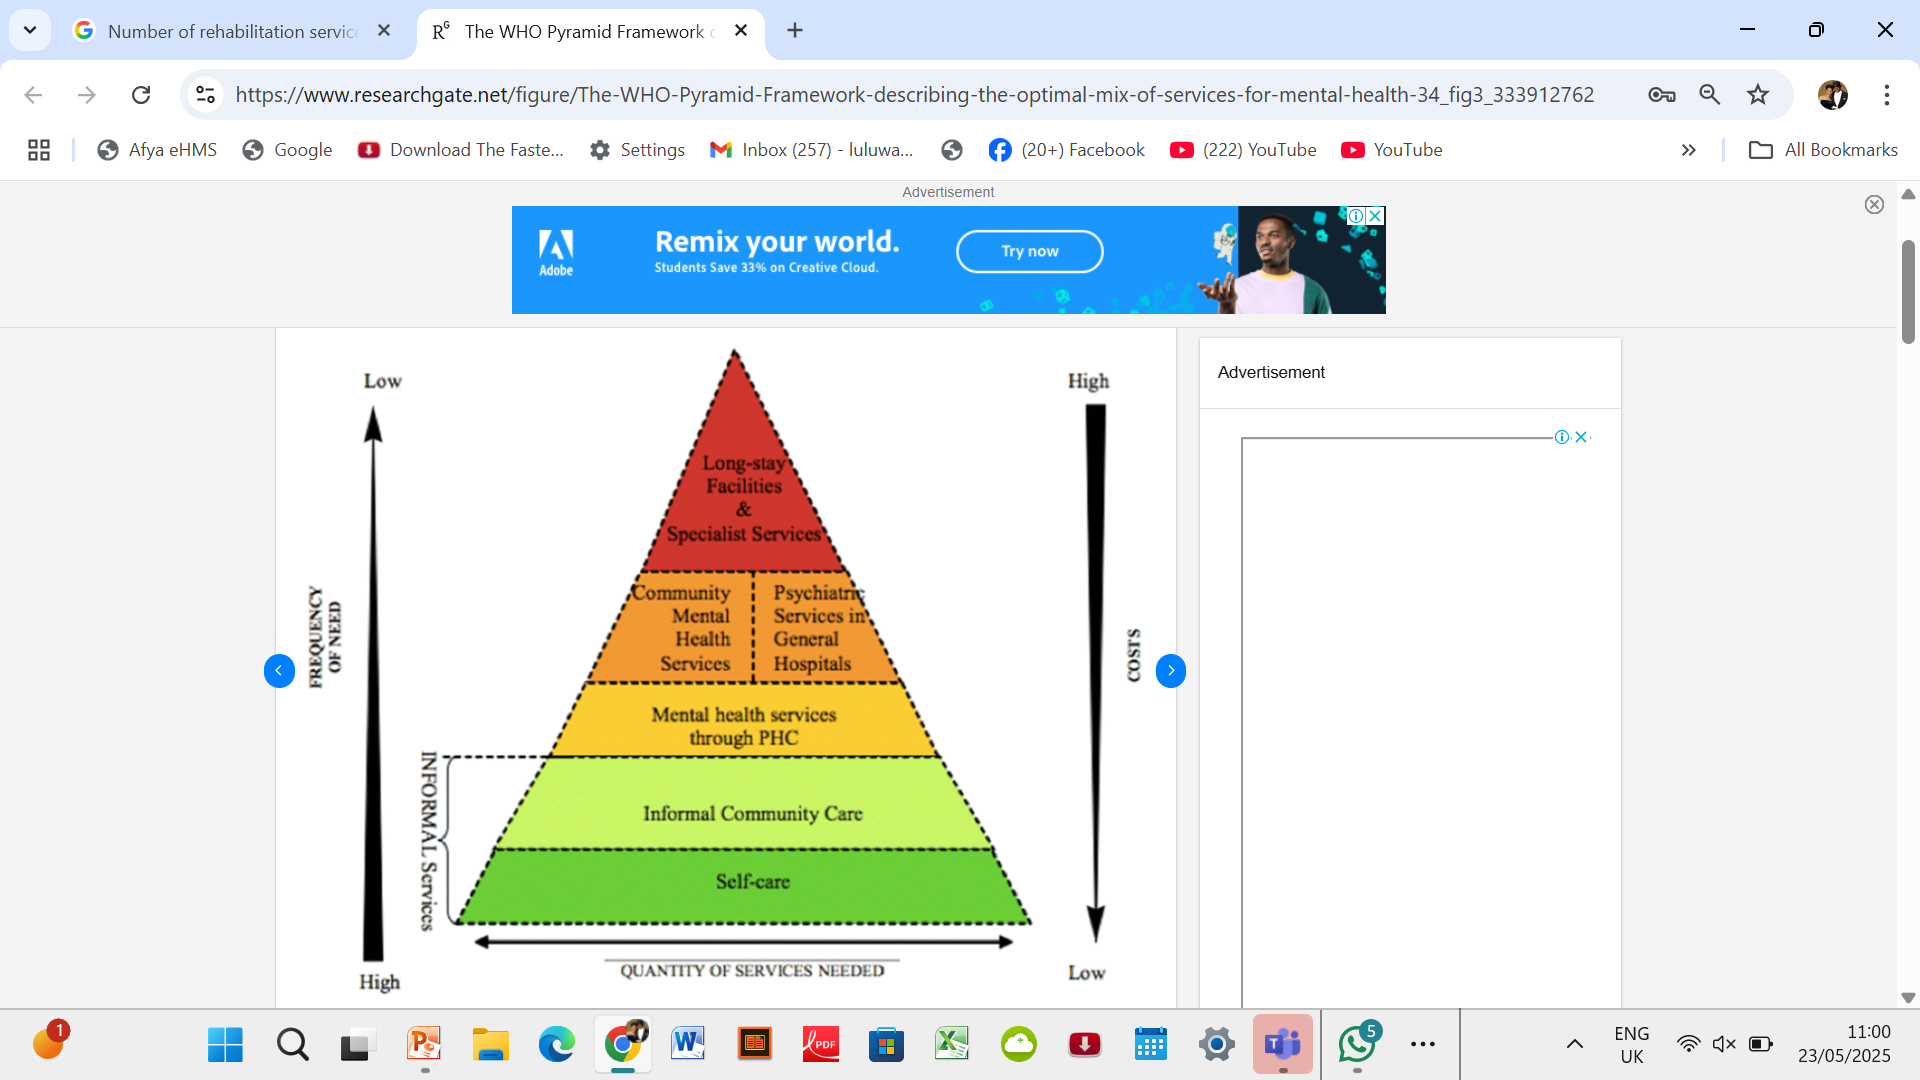 Number of rehabilitation servic
The WHO Pyramid Framework
https://www.researchgate.net/figure/The-WHO-Pyramid-Framework-describing-the-optimal-mix-of-services-for-mental-health-34_fig3_333912762
Afya eHMS
Google
Download The Faste...
Settings
Inbox (257) - luluwa...
(20+) Facebook
(222) YouTube
YouTube
»
All Bookmarks
Advertisement
Adobe
Remix your world.
Students Save 33% on Creative Cloud.
Try now
Advertisement
Low
High
FREQUENCY
OF NEED
Long-stay
Facilities
&
Specialist Services
Community
Mental
Health
Services
Psychiatric
Services in
General
Hospitals
COSTS
Mental health services
through PHC
INFORMAL Services
Informal Community Care
Self-care
QUANTITY OF SERVICES NEEDED
High
Low
1
PDF
5
ENG
UK
11:00
23/05/2025